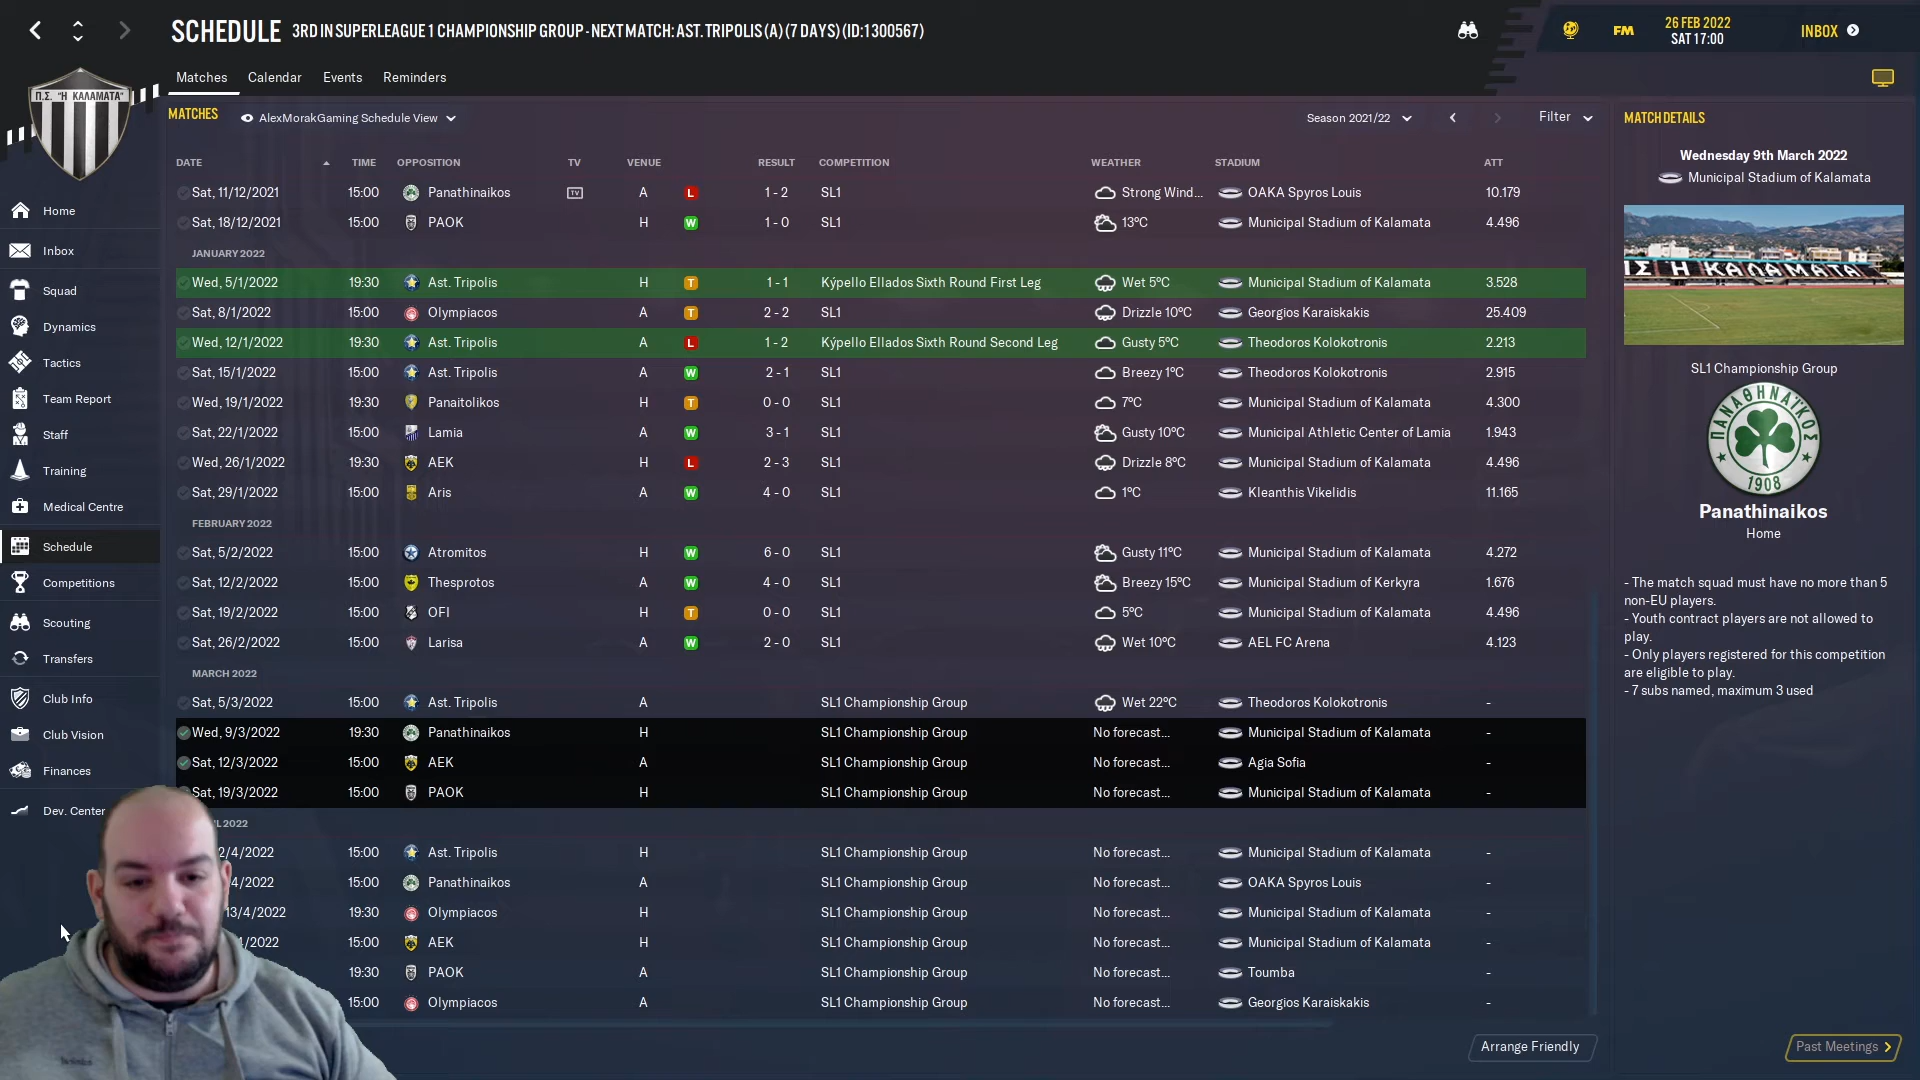 SCHEDULE 3RD IN SUPERLEAGUE 1 CHAMPIONSHIP GROUP - NEXT MATCH: AST. TRIPOLIS (A) (7 DAYS) (ID:1300567)
FM
26 FEB 2022
SAT 17:00
INBOX
Matches Calendar Events Reminders
Π.Σ. "Η ΚΑΛΑΜΑΤΑ"
Home
Inbox
Squad
Dynamics
Tactics
Team Report
Staff
Training
Medical Centre
Schedule
Competitions
Scouting
Transfers
Club Info
Club Vision
Finances
Dev. Center
MATCHES AlexMorakGaming Schedule View Season 2021/22 Filter
DATE TIME OPPOSITION TV VENUE RESULT COMPETITION WEATHER STADIUM ATT
Sat, 11/12/2021 15:00 Panathinaikos TV A L 1 - 2 SL1 Strong Wind... OAKA Spyros Louis 10.179
Sat, 18/12/2021 15:00 PAOK H W 1 - 0 SL1 13°C Municipal Stadium of Kalamata 4.496
JANUARY 2022
Wed, 5/1/2022 19:30 Ast. Tripolis H T 1 - 1 Kýpello Ellados Sixth Round First Leg Wet 5°C Municipal Stadium of Kalamata 3.528
Sat, 8/1/2022 15:00 Olympiacos A T 2 - 2 SL1 Drizzle 10°C Georgios Karaiskakis 25.409
Wed, 12/1/2022 19:30 Ast. Tripolis A L 1 - 2 Kýpello Ellados Sixth Round Second Leg Gusty 5°C Theodoros Kolokotronis 2.213
Sat, 15/1/2022 15:00 Ast. Tripolis A W 2 - 1 SL1 Breezy 1°C Theodoros Kolokotronis 2.915
Wed, 19/1/2022 19:30 Panaitolikos H T 0 - 0 SL1 7°C Municipal Stadium of Kalamata 4.300
Sat, 22/1/2022 15:00 Lamia A W 3 - 1 SL1 Gusty 10°C Municipal Athletic Center of Lamia 1.943
Wed, 26/1/2022 19:30 AEK H L 2 - 3 SL1 Drizzle 8°C Municipal Stadium of Kalamata 4.496
Sat, 29/1/2022 15:00 Aris A W 4 - 0 SL1 1°C Kleanthis Vikelidis 11.165
FEBRUARY 2022
Sat, 5/2/2022 15:00 Atromitos H W 6 - 0 SL1 Gusty 11°C Municipal Stadium of Kalamata 4.272
Sat, 12/2/2022 15:00 Thesprotos A W 4 - 0 SL1 Breezy 15°C Municipal Stadium of Kerkyra 1.676
Sat, 19/2/2022 15:00 OFI H T 0 - 0 SL1 5°C Municipal Stadium of Kalamata 4.496
Sat, 26/2/2022 15:00 Larisa A W 2 - 0 SL1 Wet 10°C AEL FC Arena 4.123
MARCH 2022
Sat, 5/3/2022 15:00 Ast. Tripolis A SL1 Championship Group Wet 22°C Theodoros Kolokotronis -
Wed, 9/3/2022 19:30 Panathinaikos H SL1 Championship Group No forecast... Municipal Stadium of Kalamata -
Sat, 12/3/2022 15:00 AEK A SL1 Championship Group No forecast... Agia Sofia -
Sat, 19/3/2022 15:00 PAOK H SL1 Championship Group No forecast... Municipal Stadium of Kalamata -
2022
2/4/2022 15:00 Ast. Tripolis H SL1 Championship Group No forecast... Municipal Stadium of Kalamata -
4/2022 15:00 Panathinaikos A SL1 Championship Group No forecast... OAKA Spyros Louis -
13/4/2022 19:30 Olympiacos H SL1 Championship Group No forecast... Municipal Stadium of Kalamata -
/2022 15:00 AEK H SL1 Championship Group No forecast... Municipal Stadium of Kalamata -
19:30 PAOK A SL1 Championship Group No forecast... Toumba -
15:00 Olympiacos A SL1 Championship Group No forecast... Georgios Karaiskakis -
Arrange Friendly
MATCH DETAILS
Wednesday 9th March 2022
Municipal Stadium of Kalamata
ΙΣ Ή ΚΑΛΑΜΑΤΑ
SL1 Championship Group
ΠΑΝΑΘΗΝΑΪΚΟΣ
1908
Panathinaikos
Home
- The match squad must have no more than 5
non-EU players.
- Youth contract players are not allowed to
play.
- Only players registered for this competition
are eligible to play.
- 7 subs named, maximum 3 used
Past Meetings